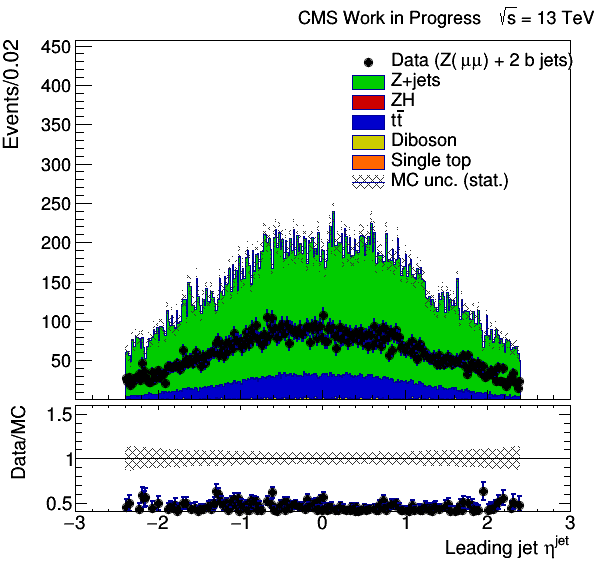 CMS Work in Progress √s = 13 TeV
Events/0.02
450
400
350
300
250
200
150
100
50
Data (Z(μμ) + 2 b jets)
Z+jets
ZH
tt̅
Diboson
Single top
MC unc. (stat.)
Data/MC
1.5
1
0.5
−3 −2 −1 0 1 2 3
Leading jet η^jet